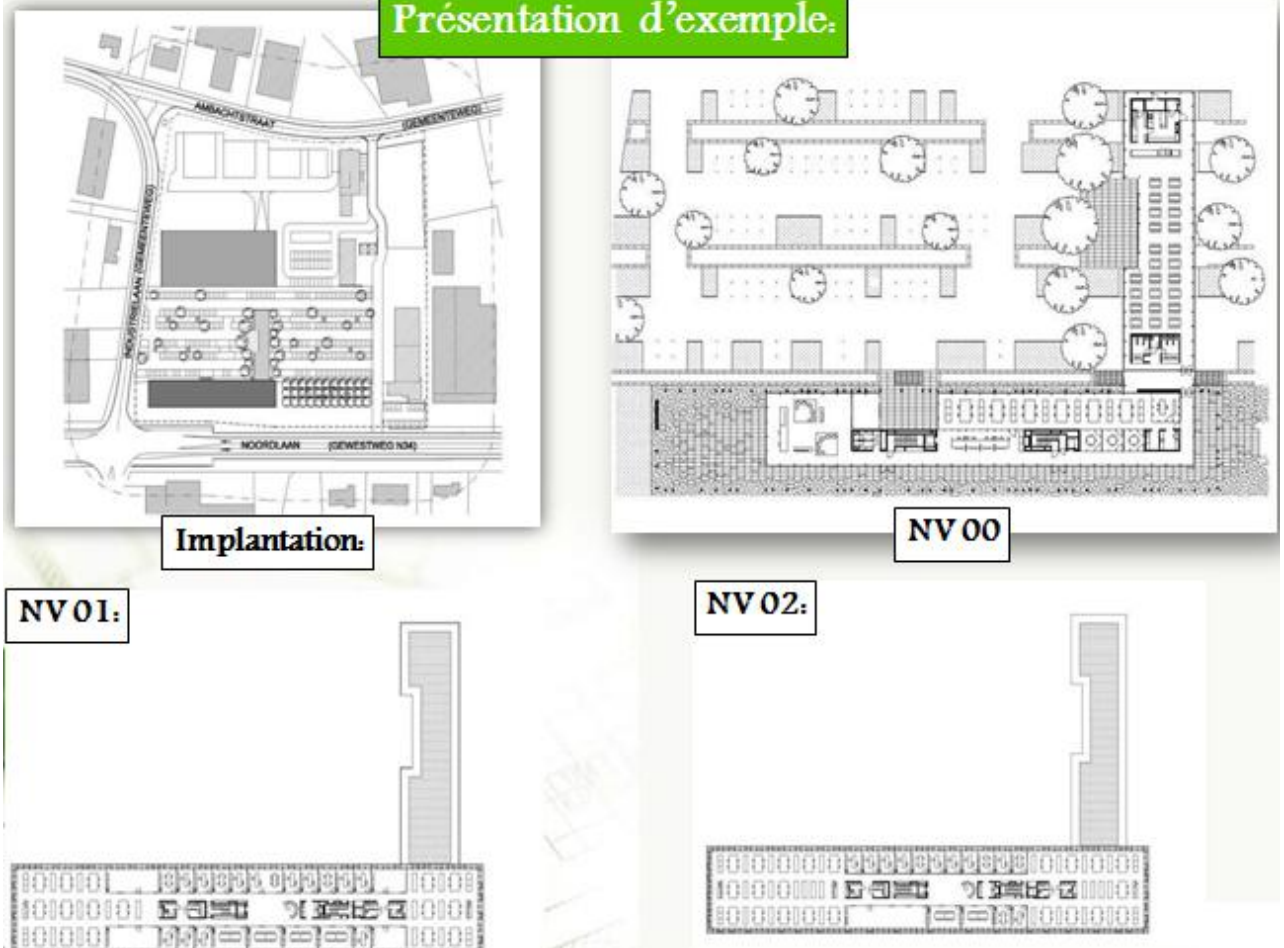 Présentation d'exemple:
AMBACHTSTRAAT (GEMEENTEWEG)
INDUSTRIELAAN (GEMEENTEWEG)
NOORDLAAN (GEWESTWEG N34)
Implantation:
NV 00
NV 01:
NV 02: